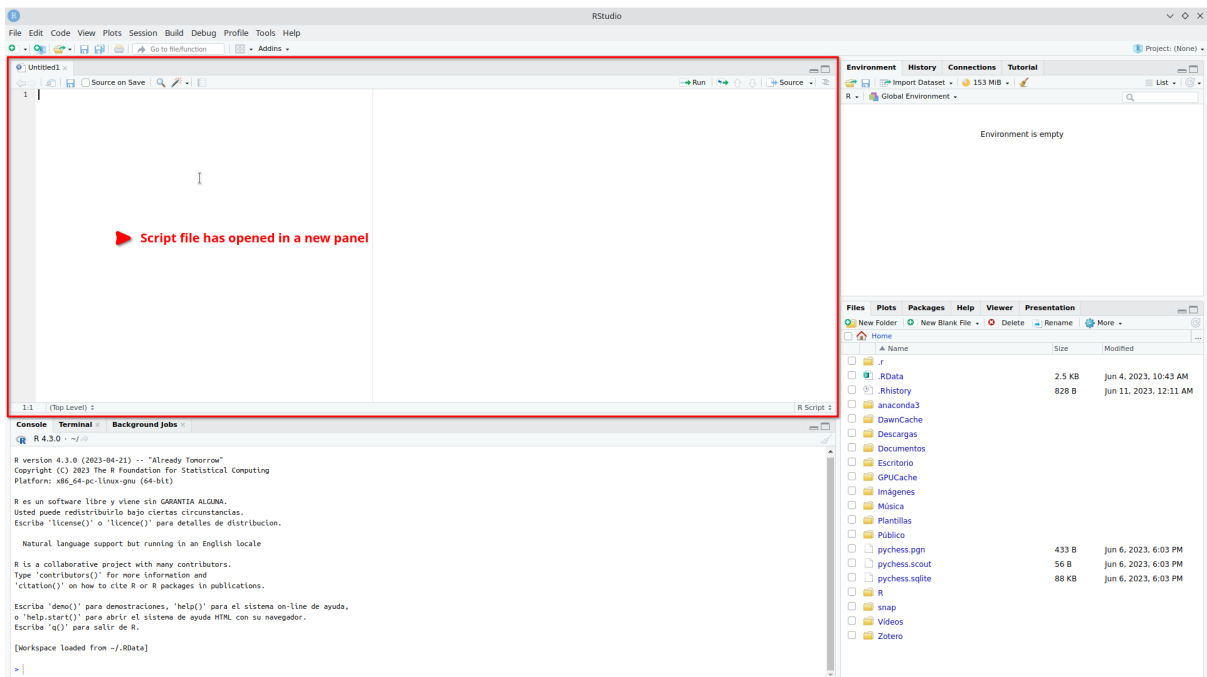 RStudio
File Edit Code View Plots Session Build Debug Profile Tools Help
Go to file/function Addins Project: (None)
Untitled1
Source on Save Run Source
1
Script file has opened in a new panel
1:1 (Top Level) R Script
Console Terminal Background Jobs
R 4.3.0 · ~/
R version 4.3.0 (2023-04-21) -- "Already Tomorrow"
Copyright (C) 2023 The R Foundation for Statistical Computing
Platform: x86_64-pc-linux-gnu (64-bit)
R es un software libre y viene sin GARANTIA ALGUNA.
Usted puede redistribuirlo bajo ciertas circunstancias.
Escriba 'license()' o 'licence()' para detalles de distribucion.
Natural language support but running in an English locale
R is a collaborative project with many contributors.
Type 'contributors()' for more information and
'citation()' on how to cite R or R packages in publications.
Escriba 'demo()' para demostraciones, 'help()' para el sistema on-line de ayuda,
o 'help.start()' para abrir el sistema de ayuda HTML con su navegador.
Escriba 'q()' para salir de R.
[Workspace loaded from ~/.RData]
>
Environment History Connections Tutorial
Import Dataset 153 MiB List
R Global Environment
Environment is empty
Files Plots Packages Help Viewer Presentation
New Folder New Blank File Delete Rename More
Home ...
Name Size Modified
.r
.RData 2.5 KB Jun 4, 2023, 10:43 AM
.Rhistory 828 B Jun 11, 2023, 12:11 AM
anaconda3
DawnCache
Descargas
Documentos
Escritorio
GPUCache
Imágenes
Música
Plantillas
Público
pychess.pgn 433 B Jun 6, 2023, 6:03 PM
pychess.scout 56 B Jun 6, 2023, 6:03 PM
pychess.sqlite 88 KB Jun 6, 2023, 6:03 PM
R
snap
Vídeos
Zotero